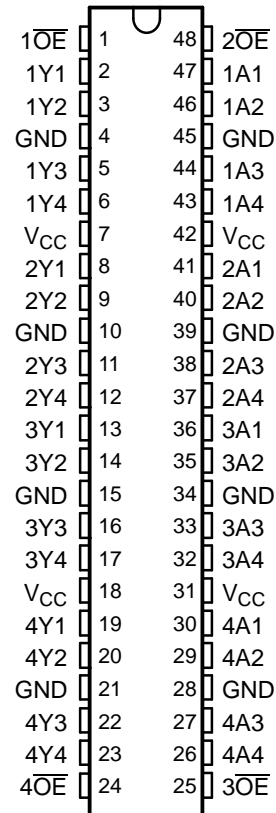 1O̅E̅ 1 48 2O̅E̅
1Y1 2 47 1A1
1Y2 3 46 1A2
GND 4 45 GND
1Y3 5 44 1A3
1Y4 6 43 1A4
VCC 7 42 VCC
2Y1 8 41 2A1
2Y2 9 40 2A2
GND 10 39 GND
2Y3 11 38 2A3
2Y4 12 37 2A4
3Y1 13 36 3A1
3Y2 14 35 3A2
GND 15 34 GND
3Y3 16 33 3A3
3Y4 17 32 3A4
VCC 18 31 VCC
4Y1 19 30 4A1
4Y2 20 29 4A2
GND 21 28 GND
4Y3 22 27 4A3
4Y4 23 26 4A4
4O̅E̅ 24 25 3O̅E̅